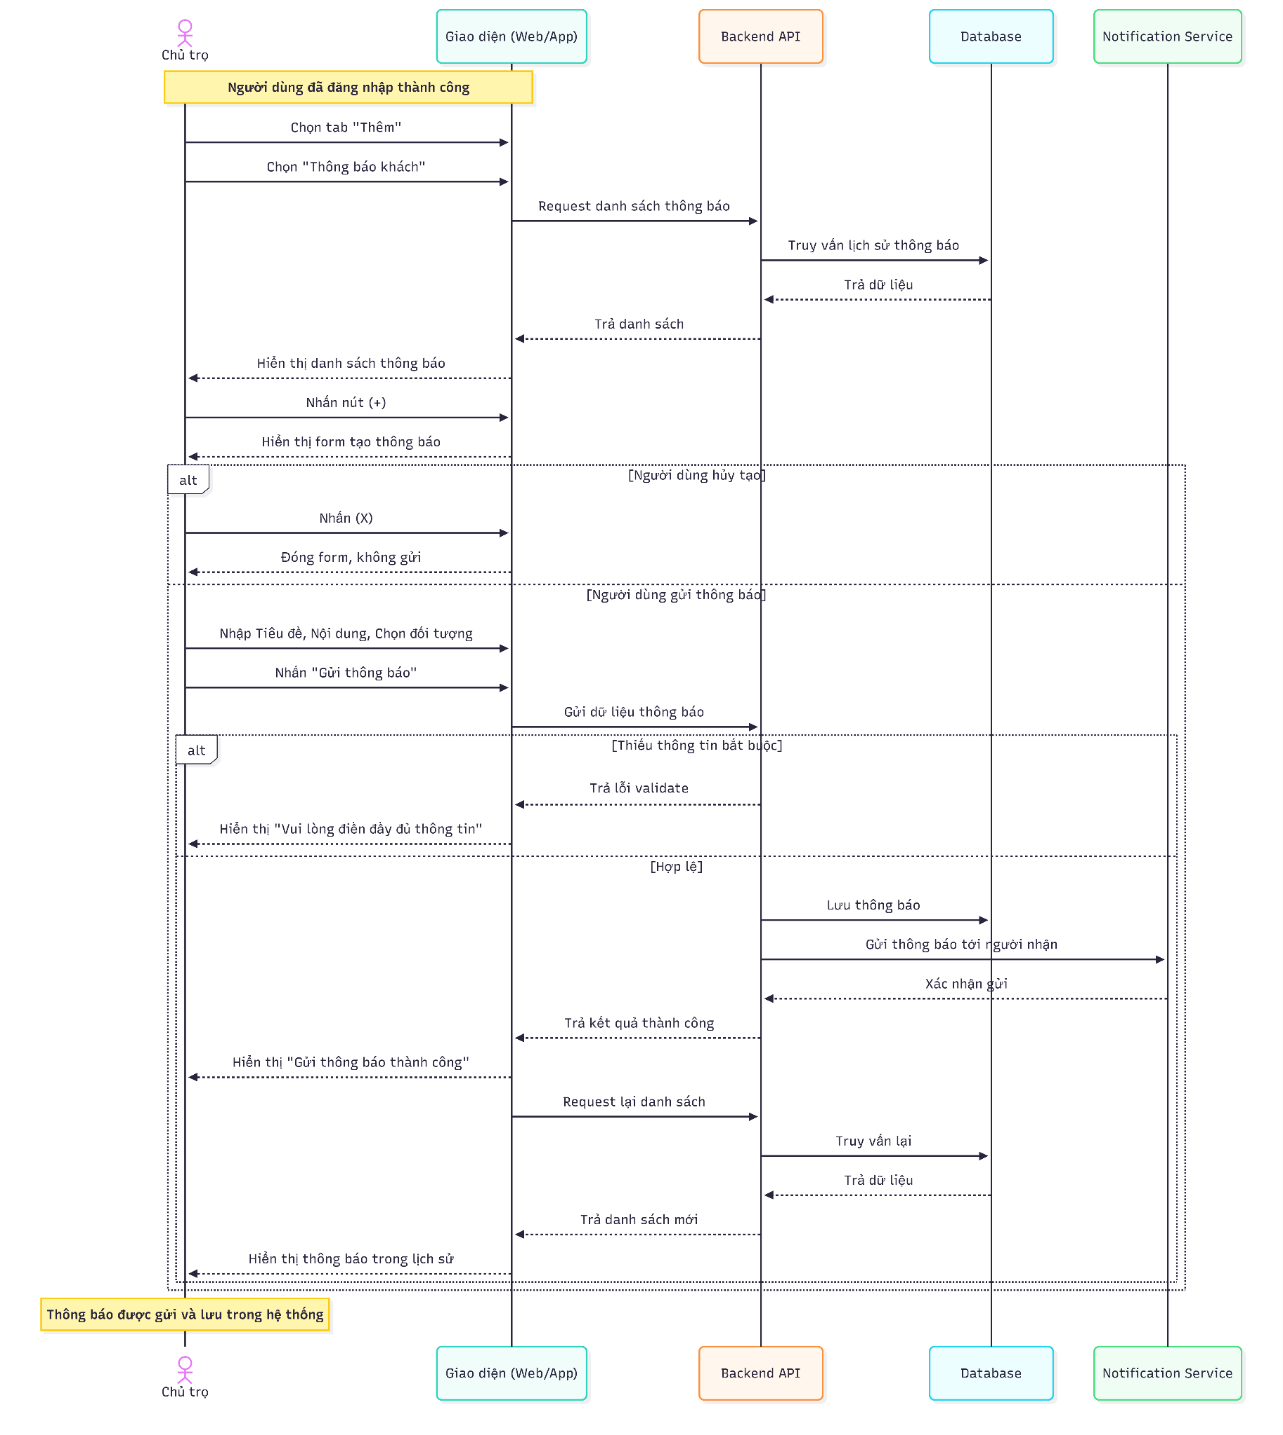 Chủ trọ
Giao diện (Web/App)
Backend API
Database
Notification Service
Người dùng đã đăng nhập thành công
Chọn tab "Thêm"
Chọn "Thông báo khách"
Request danh sách thông báo
Truy vấn lịch sử thông báo
Trả dữ liệu
Trả danh sách
Hiển thị danh sách thông báo
Nhấn nút (+)
Hiển thị form tạo thông báo
alt
[Người dùng hủy tạo]
Nhấn (X)
Đóng form, không gửi
[Người dùng gửi thông báo]
Nhập Tiêu đề, Nội dung, Chọn đối tượng
Nhấn "Gửi thông báo"
Gửi dữ liệu thông báo
alt
[Thiếu thông tin bắt buộc]
Trả lỗi validate
Hiển thị "Vui lòng điền đầy đủ thông tin"
[Hợp lệ]
Lưu thông báo
Gửi thông báo tới người nhận
Xác nhận gửi
Trả kết quả thành công
Hiển thị "Gửi thông báo thành công"
Request lại danh sách
Truy vấn lại
Trả dữ liệu
Trả danh sách mới
Hiển thị thông báo trong lịch sử
Thông báo được gửi và lưu trong hệ thống
Chủ trọ
Giao diện (Web/App)
Backend API
Database
Notification Service